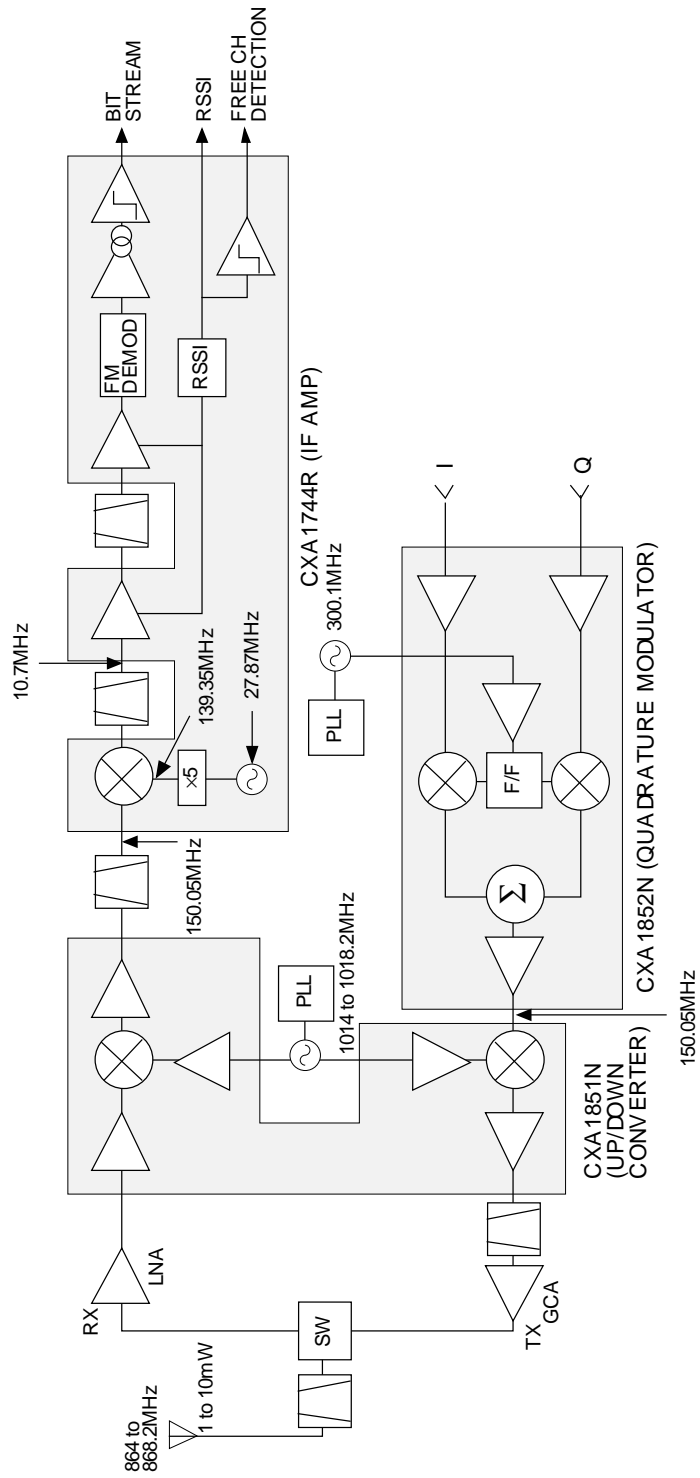 864 to
868.2MHz
1 to 10mW
SW
RX
LNA
TX
GCA
PLL
1014 to 1018.2MHz
CXA1851N
(UP/DOWN
CONVERTER)
150.05MHz
×5
139.35MHz
27.87MHz
10.7MHz
FM
DEMOD
RSSI
CXA1744R (IF AMP)
BIT
STREAM
RSSI
FREE CH
DETECTION
PLL
300.1MHz
I
Q
F/F
Σ
CXA1852N (QUADRATURE MODULATOR)
150.05MHz